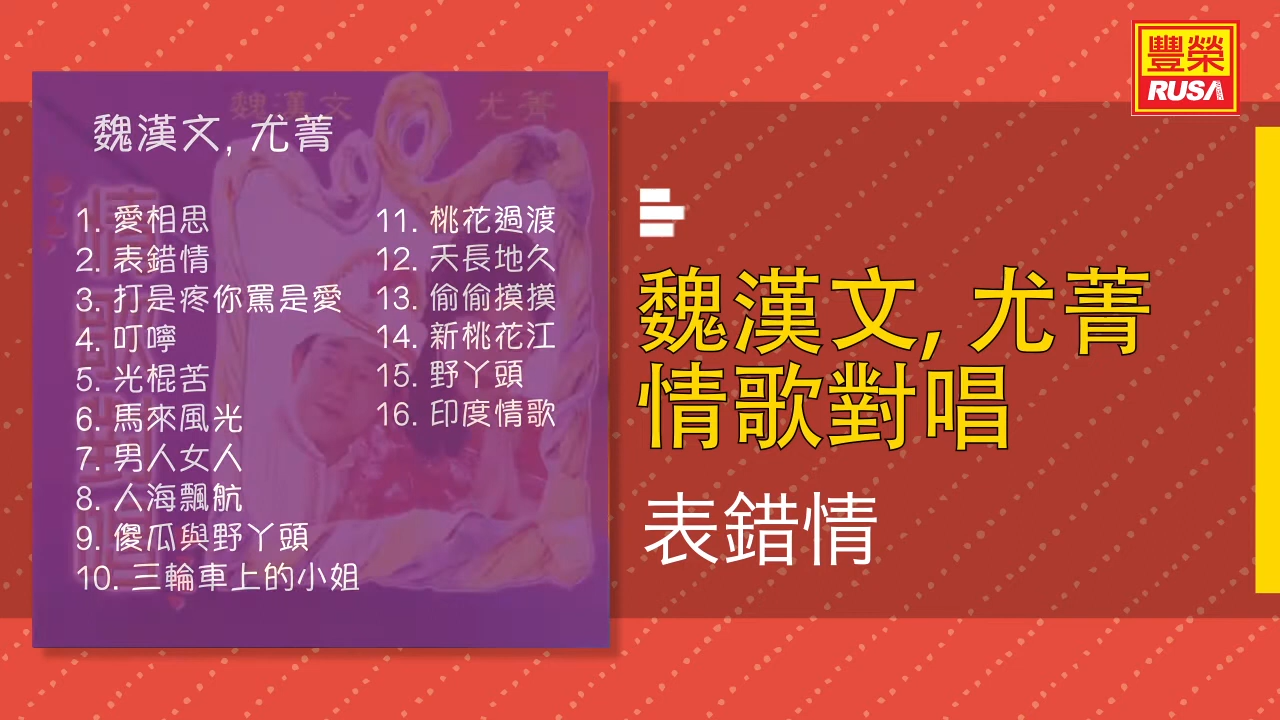 豐榮
RUSA
魏漢文 尤菁
魏漢文, 尤菁
1. 愛相思
2. 表錯情
3. 打是疼你罵是愛
4. 叮嚀
5. 光棍苦
6. 馬來風光
7. 男人女人
8. 人海飄航
9. 傻瓜與野丫頭
10. 三輪車上的小姐
11. 桃花過渡
12. 天長地久
13. 偷偷摸摸
14. 新桃花江
15. 野丫頭
16. 印度情歌
魏漢文, 尤菁
情歌對唱
表錯情